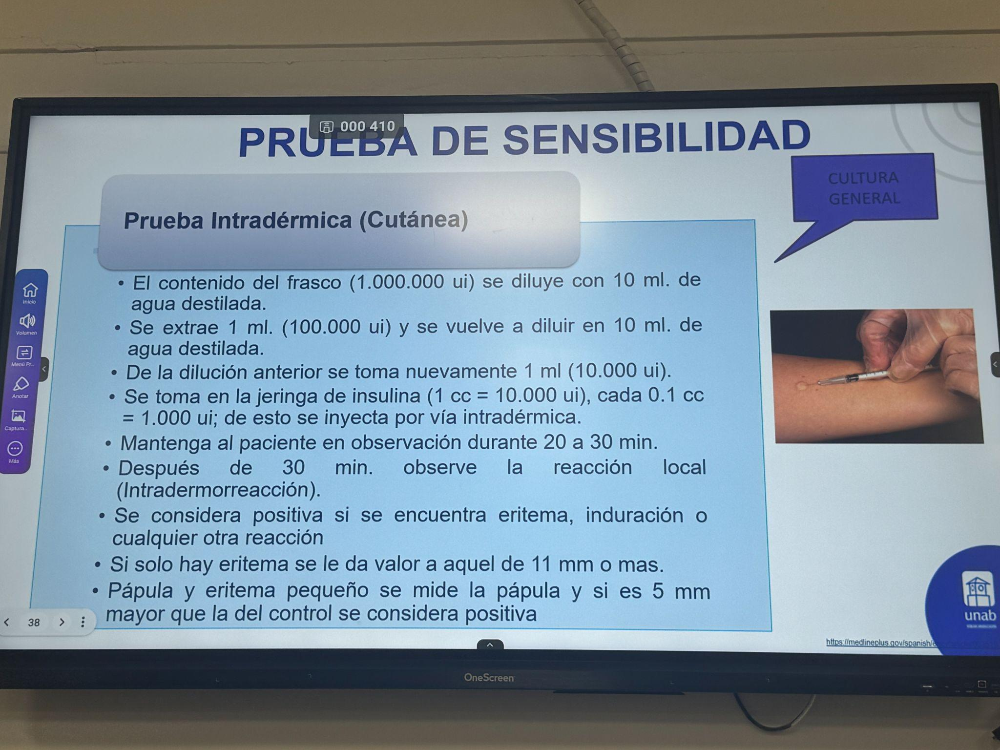 000 410
PRUEBA DE SENSIBILIDAD
CULTURA
GENERAL
Prueba Intradérmica (Cutánea)
• El contenido del frasco (1.000.000 ui) se diluye con 10 ml. de
agua destilada.
• Se extrae 1 ml. (100.000 ui) y se vuelve a diluir en 10 ml. de
agua destilada.
• De la dilución anterior se toma nuevamente 1 ml (10.000 ui).
• Se toma en la jeringa de insulina (1 cc = 10.000 ui), cada 0.1 cc
= 1.000 ui; de esto se inyecta por vía intradérmica.
• Mantenga al paciente en observación durante 20 a 30 min.
• Después de 30 min. observe la reacción local
(Intradermorreacción).
• Se considera positiva si se encuentra eritema, induración o
cualquier otra reacción
• Si solo hay eritema se le da valor a aquel de 11 mm o mas.
• Pápula y eritema pequeño se mide la pápula y si es 5 mm
mayor que la del control se considera positiva
Inicio
Volumen
Menú Pr...
Anotar
Captura...
Más
38
unab
https://medlineplus.gov/spanish/e
OneScreen